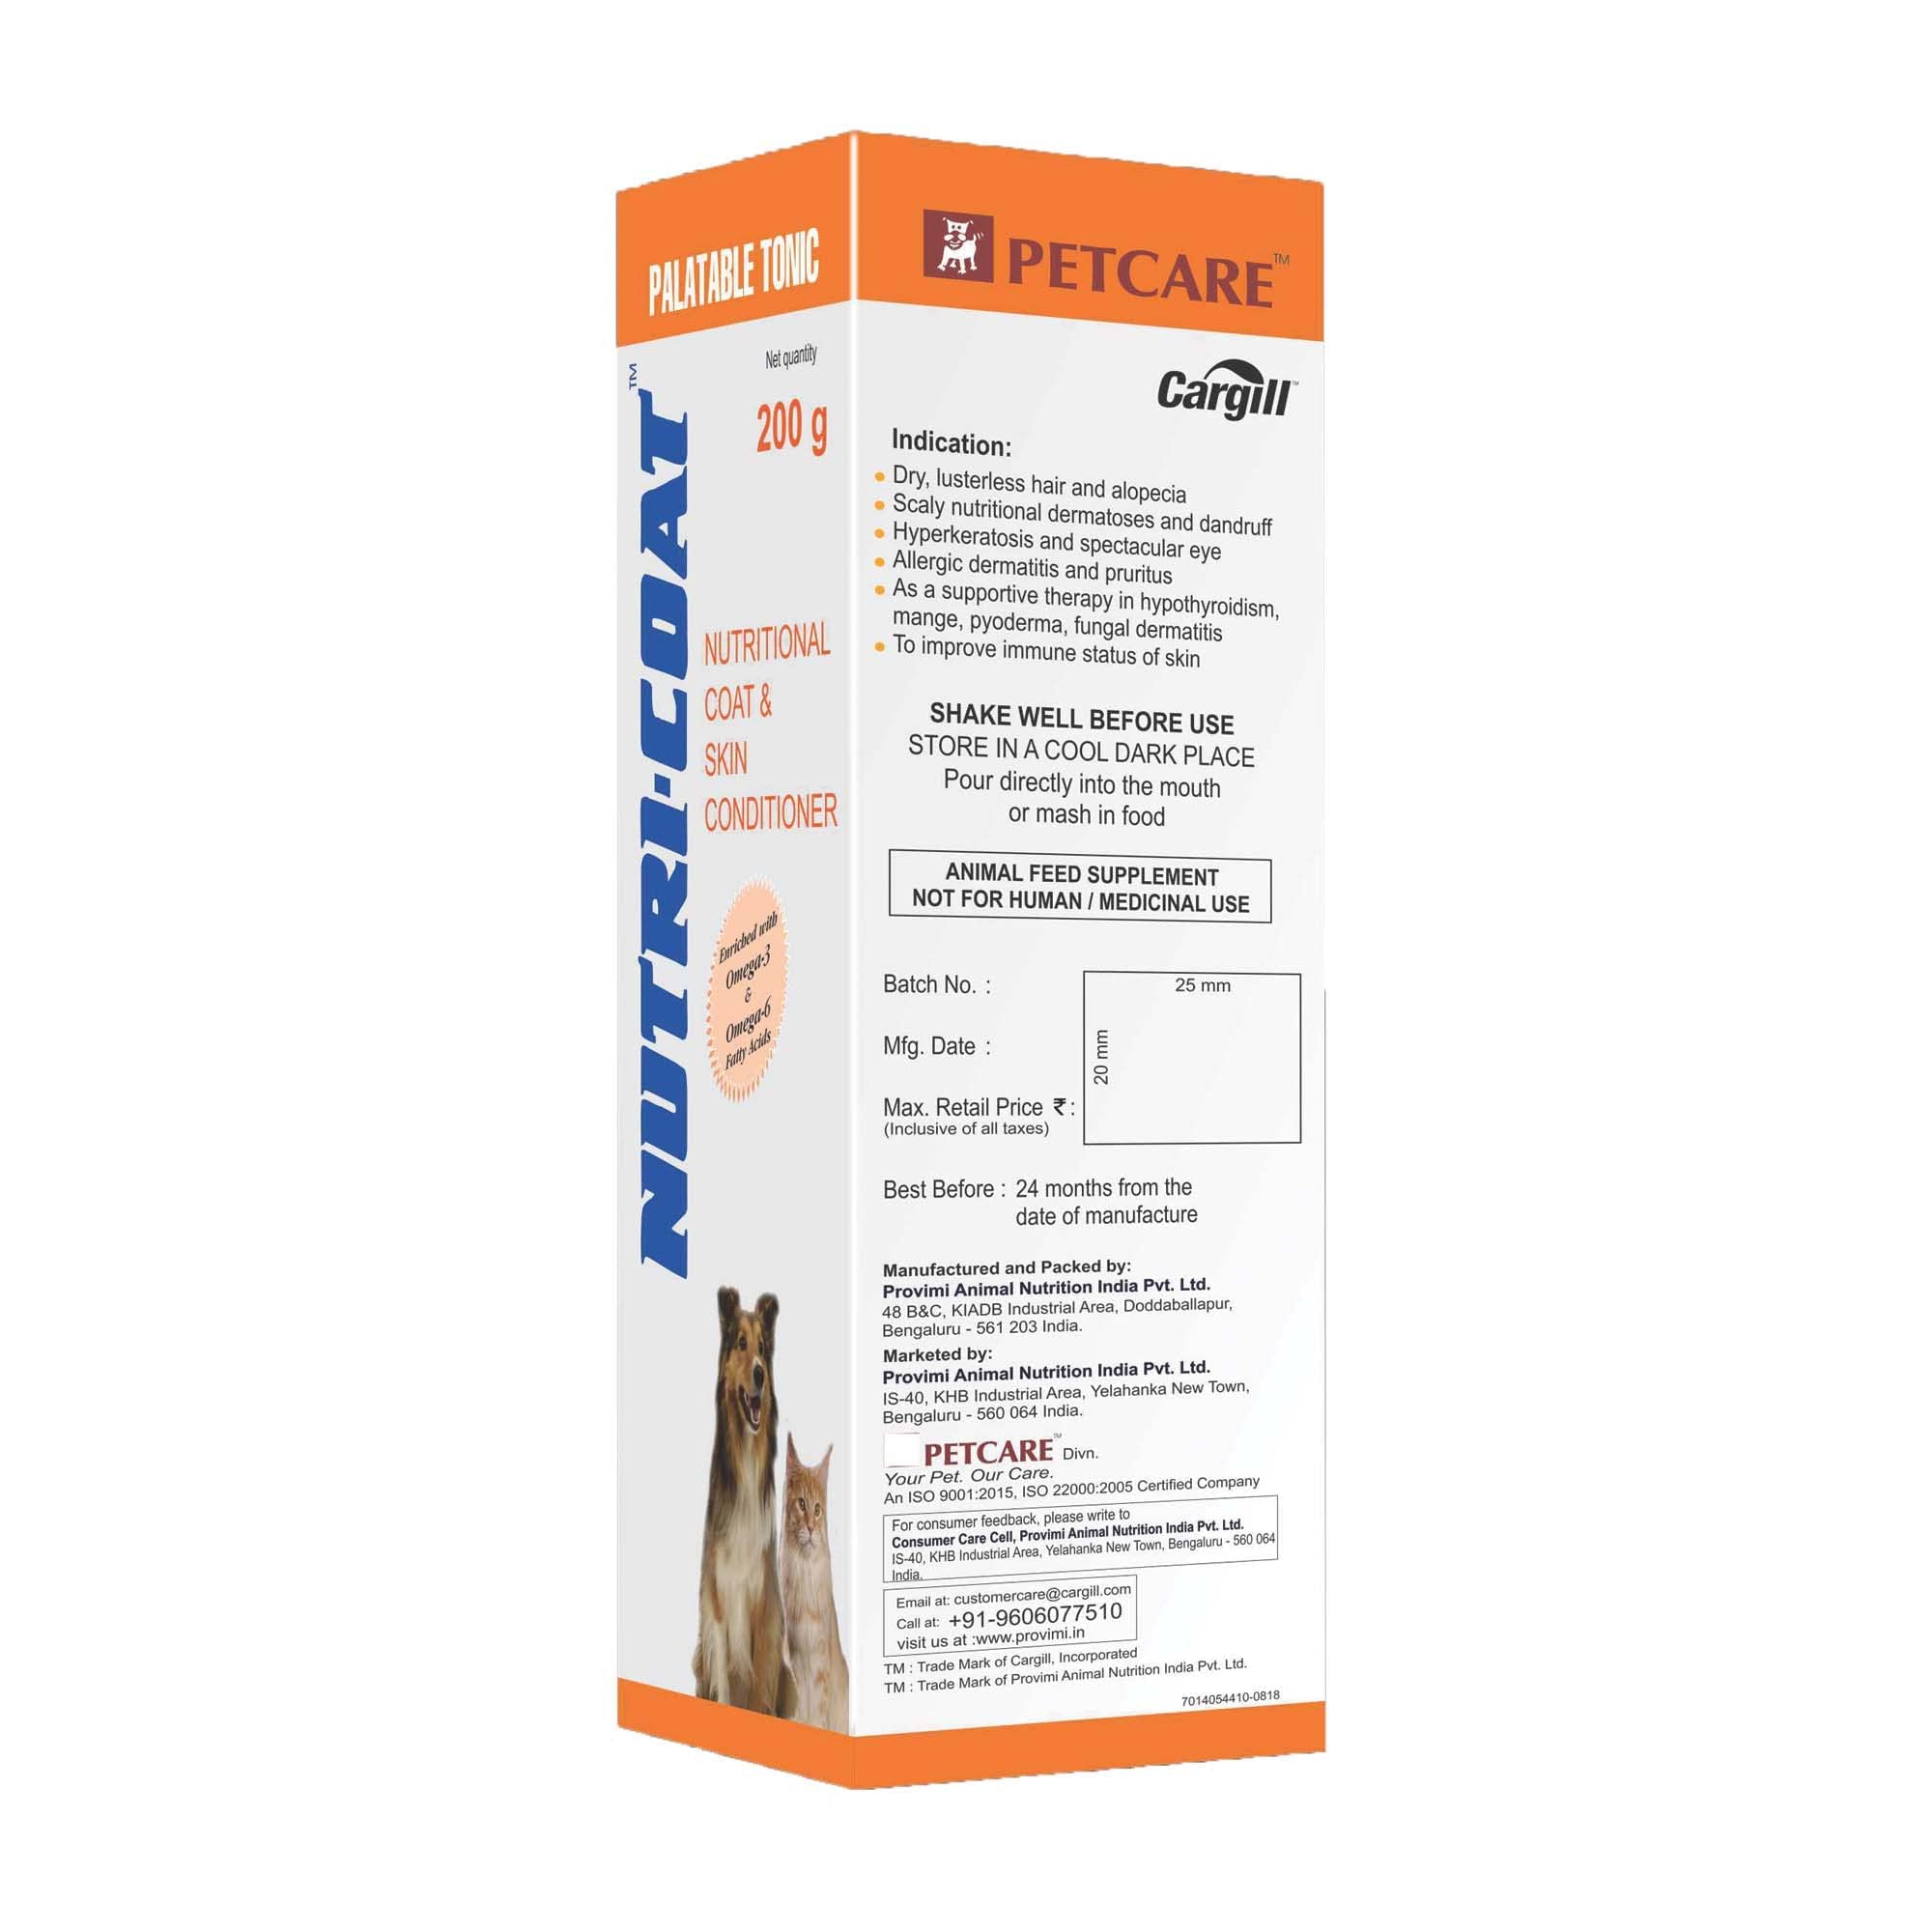 PALATABLE TONIC
Net quantity
200 g
NUTRI-COAT™
NUTRITIONAL
COAT &
SKIN
CONDITIONER
Enriched with
Omega-3
&
Omega-6
Fatty Acids
PETCARE™
Cargill™
Indication:
• Dry, lusterless hair and alopecia
• Scaly nutritional dermatoses and dandruff
• Hyperkeratosis and spectacular eye
• Allergic dermatitis and pruritus
• As a supportive therapy in hypothyroidism,
mange, pyoderma, fungal dermatitis
• To improve immune status of skin
SHAKE WELL BEFORE USE
STORE IN A COOL DARK PLACE
Pour directly into the mouth
or mash in food
ANIMAL FEED SUPPLEMENT
NOT FOR HUMAN / MEDICINAL USE
Batch No. :
Mfg. Date :
Max. Retail Price ₹ :
(Inclusive of all taxes)
25 mm
20 mm
Best Before : 24 months from the
date of manufacture
Manufactured and Packed by:
Provimi Animal Nutrition India Pvt. Ltd.
48 B&C, KIADB Industrial Area, Doddaballapur,
Bengaluru - 561 203 India.
Marketed by:
Provimi Animal Nutrition India Pvt. Ltd.
IS-40, KHB Industrial Area, Yelahanka New Town,
Bengaluru - 560 064 India.
PETCARE™ Divn.
Your Pet. Our Care.
An ISO 9001:2015, ISO 22000:2005 Certified Company
For consumer feedback, please write to
Consumer Care Cell, Provimi Animal Nutrition India Pvt. Ltd.
IS-40, KHB Industrial Area, Yelahanka New Town, Bengaluru - 560 064
India.
Email at: customercare@cargill.com
Call at: +91-9606077510
visit us at :www.provimi.in
TM : Trade Mark of Cargill, Incorporated
TM : Trade Mark of Provimi Animal Nutrition India Pvt. Ltd.
7014054410-0818